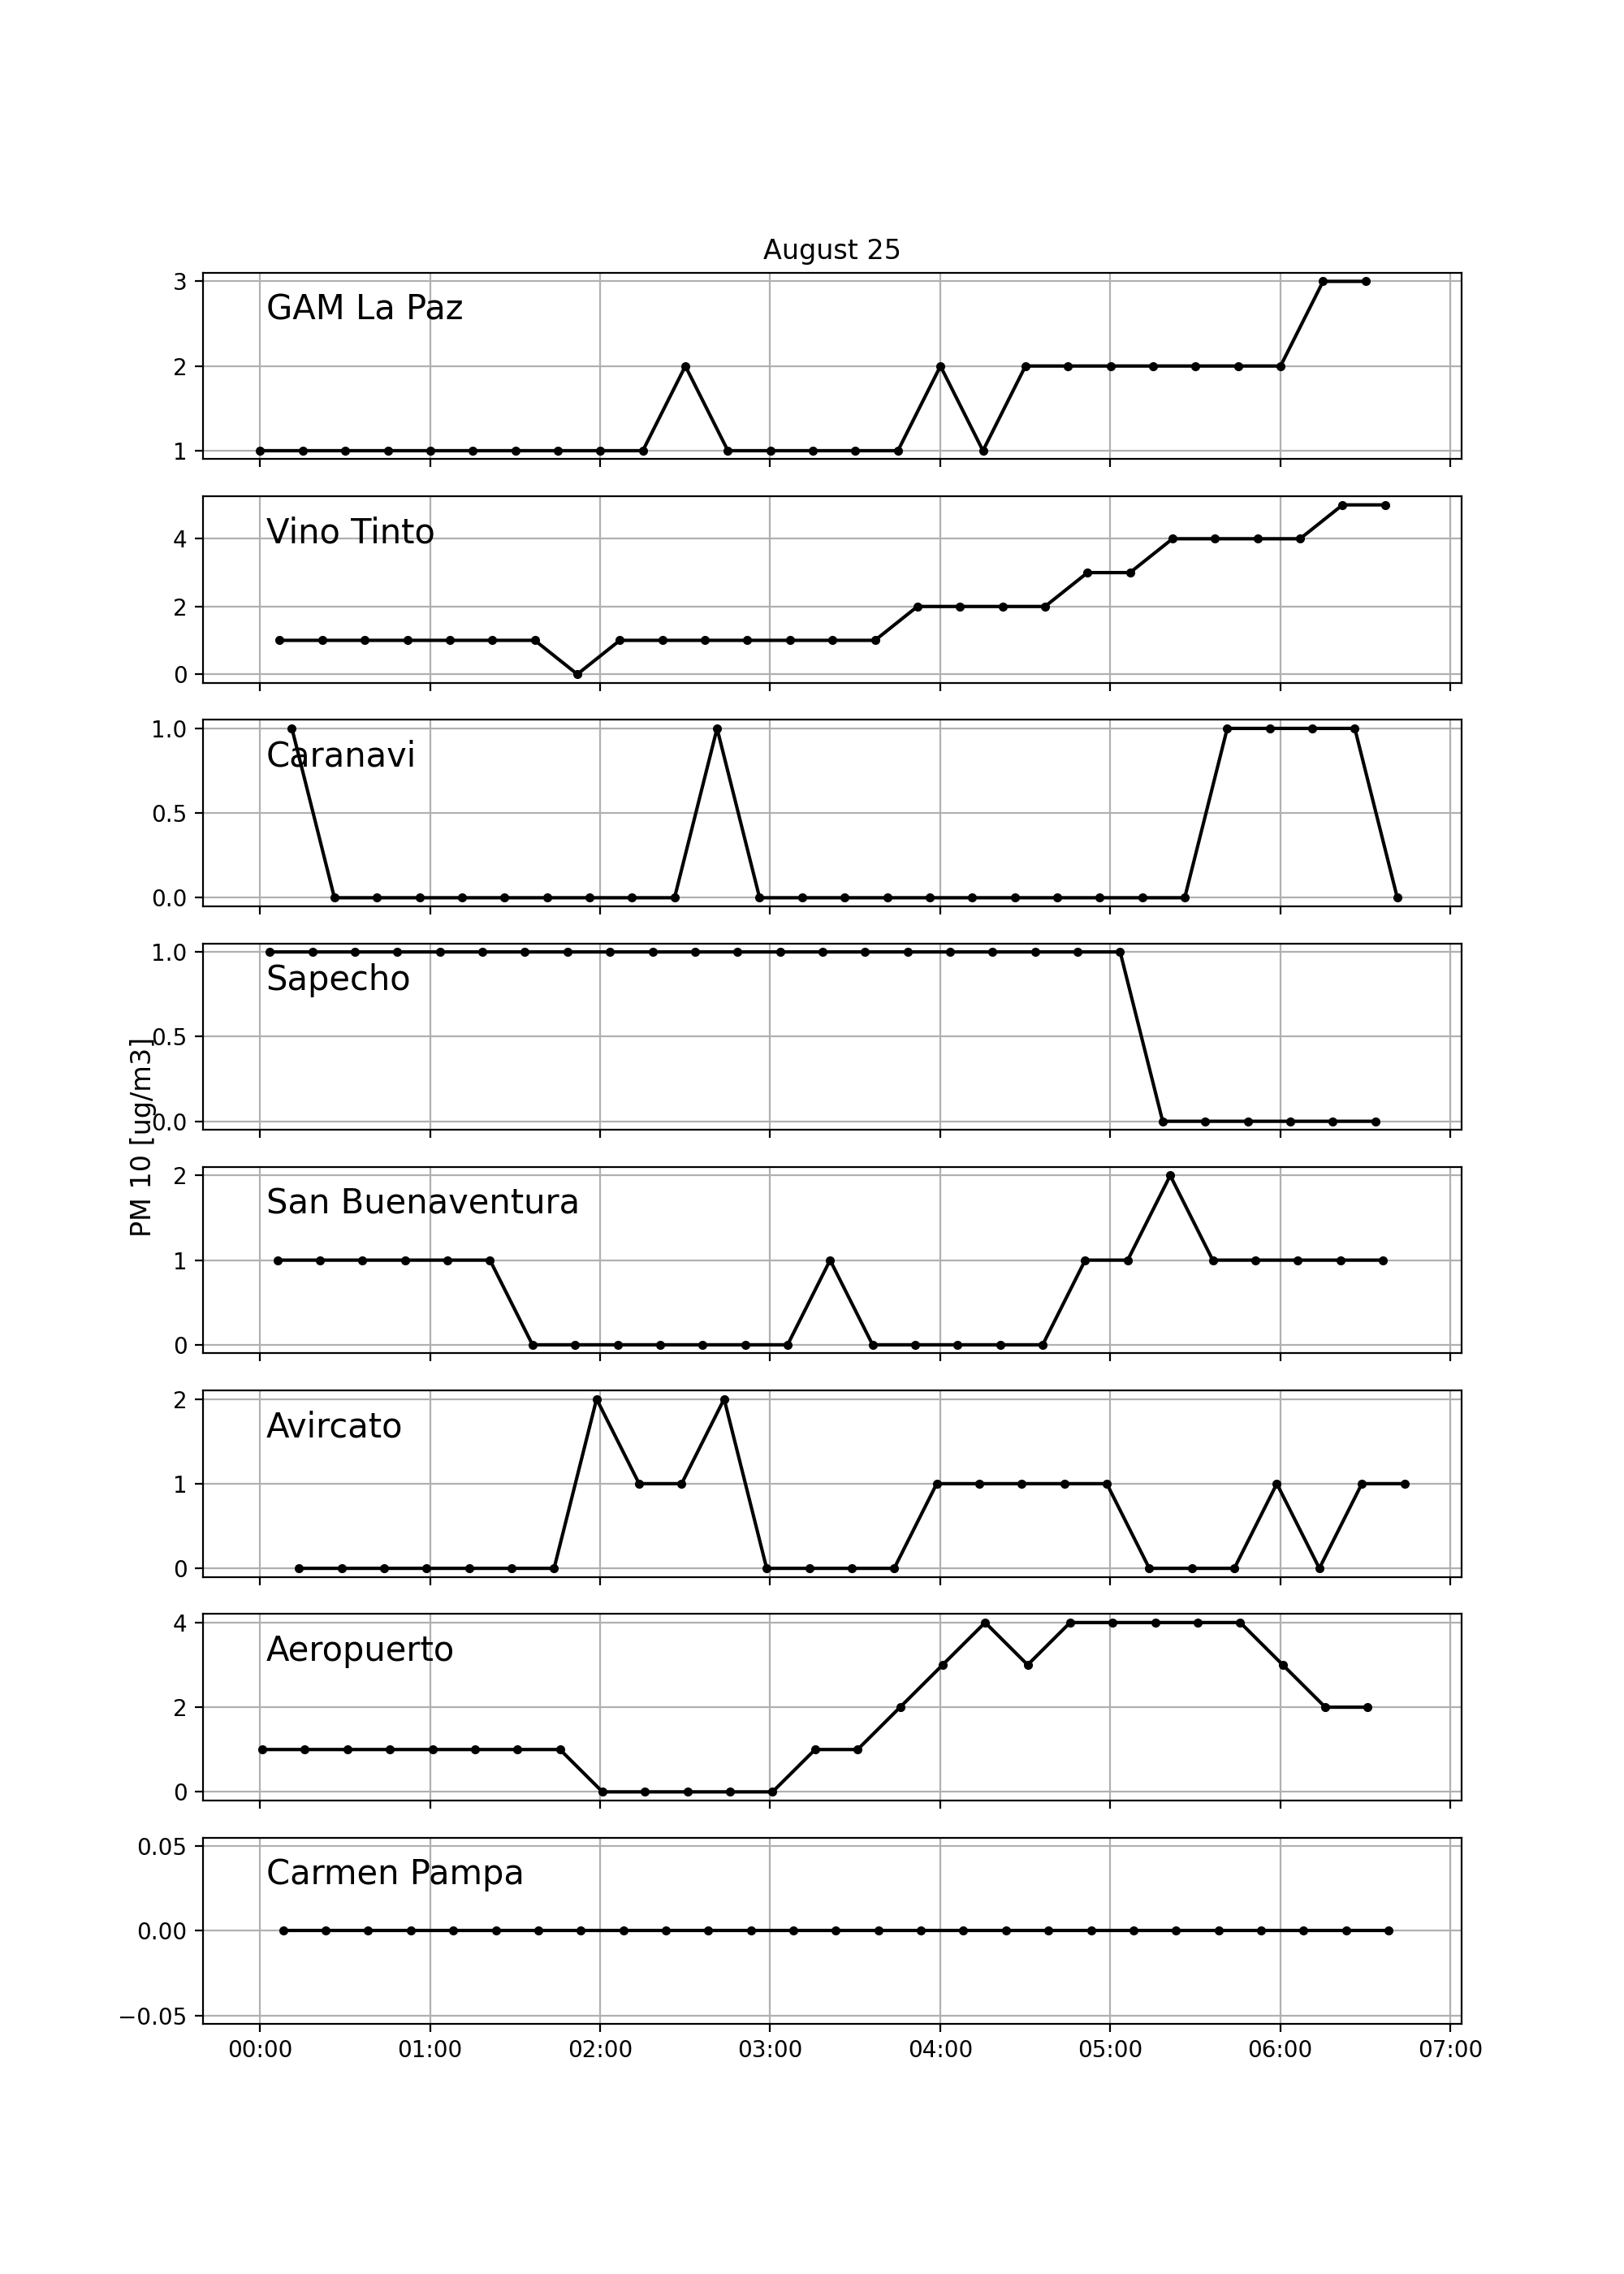 August 25
3
GAM La Paz
2
1
Vino Tinto
4
2
0
1.0
Caranavi
0.5
0.0
1.0
Sapecho
0.5
0.0
PM 10 [ug/m3]
2
San Buenaventura
1
0
2
Avircato
1
0
4
Aeropuerto
2
0
0.05
Carmen Pampa
0.00
−0.05
00:00 01:00 02:00 03:00 04:00 05:00 06:00 07:00